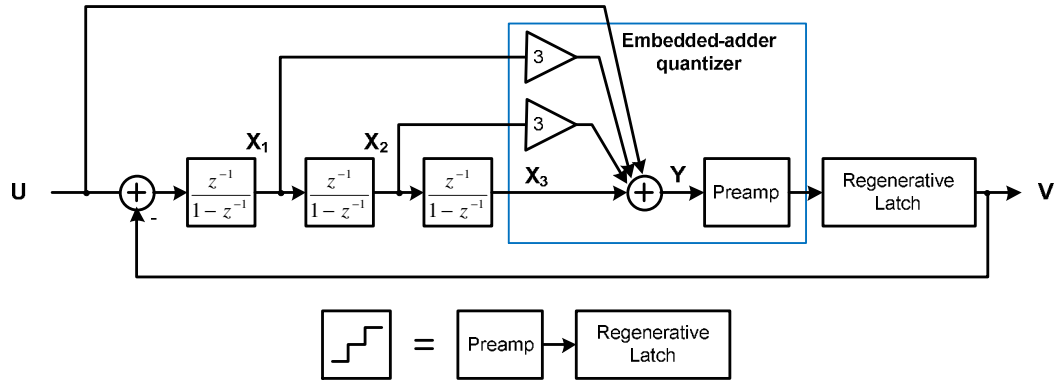 Embedded-adder
quantizer
3
3
X1
X2
X3
U
-
z^-1
1 - z^-1
z^-1
1 - z^-1
z^-1
1 - z^-1
Y
Preamp
Regenerative
Latch
V
=
Preamp
Regenerative
Latch